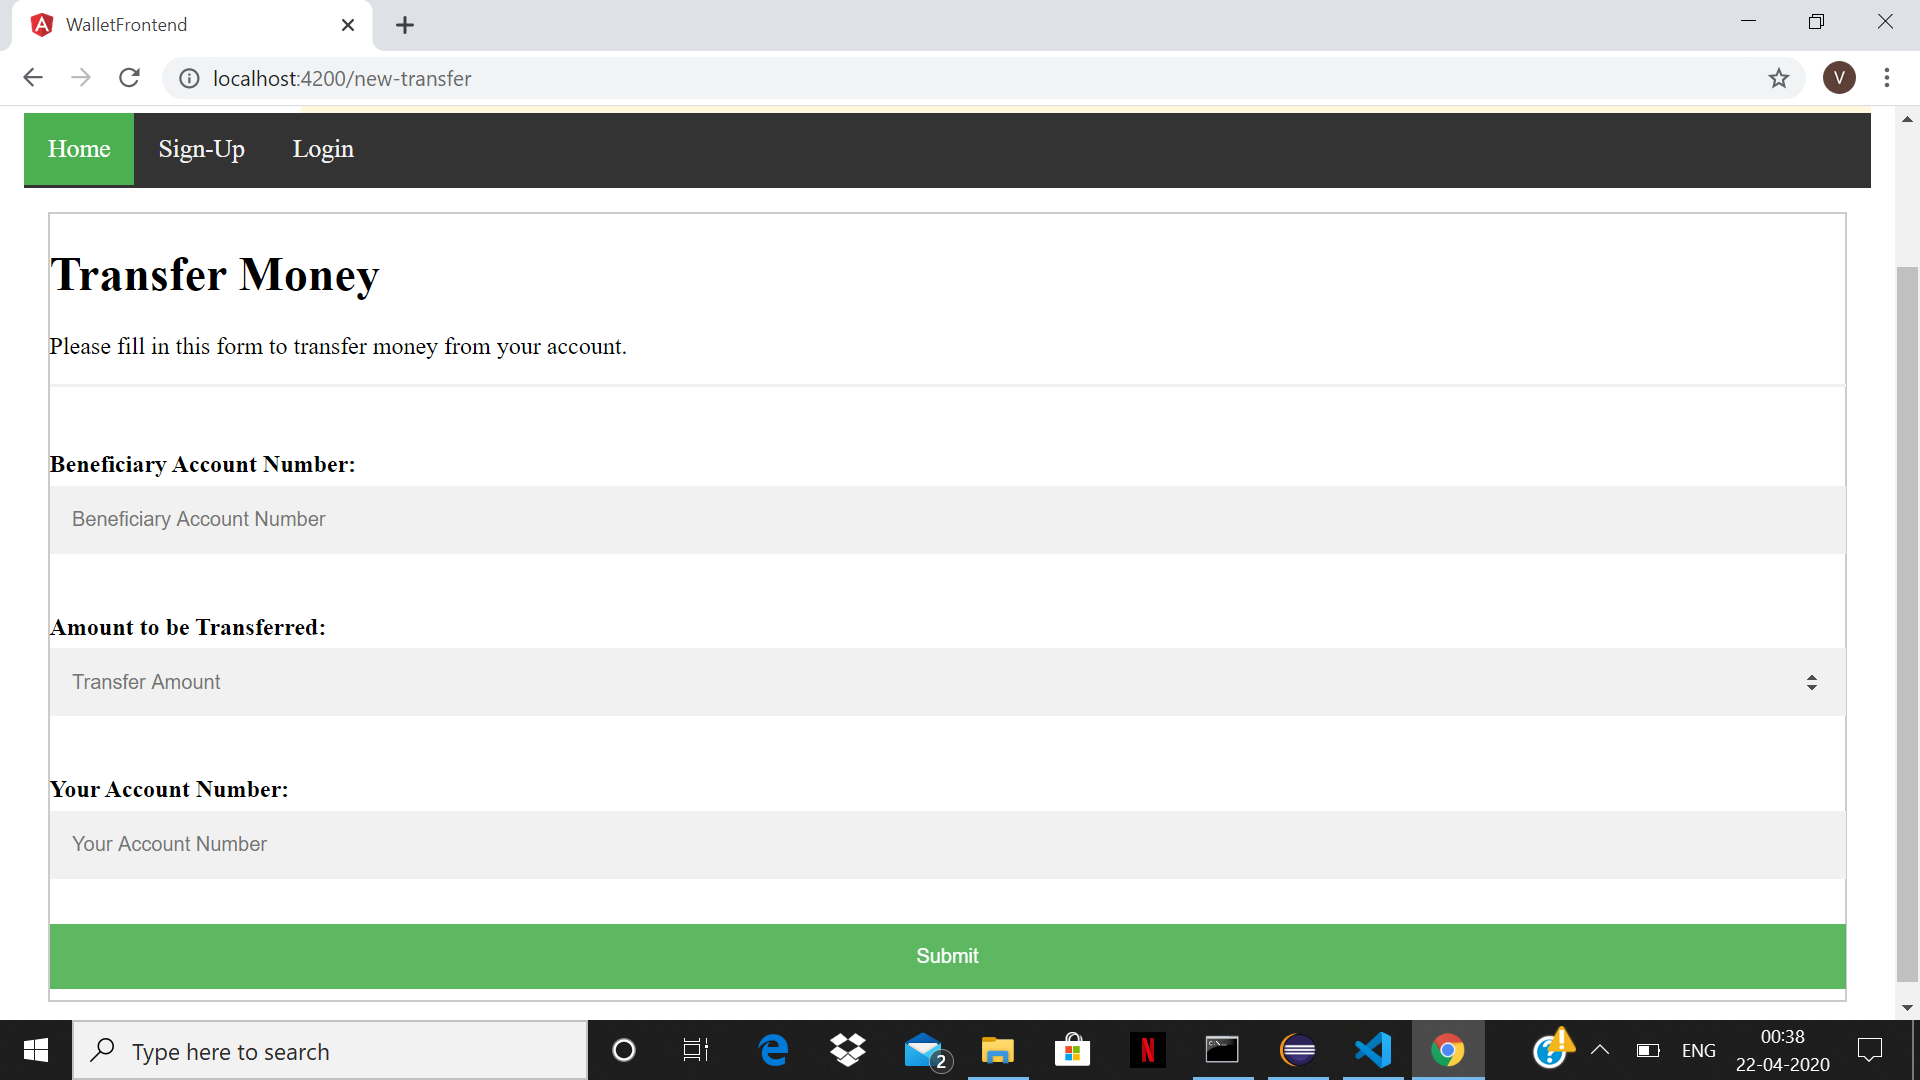 WalletFrontend
localhost:4200/new-transfer
V
Home Sign-Up Login
Transfer Money
Please fill in this form to transfer money from your account.
Beneficiary Account Number:
Beneficiary Account Number
Amount to be Transferred:
Transfer Amount
Your Account Number:
Your Account Number
Submit
Type here to search
2
ENG
00:38
22-04-2020